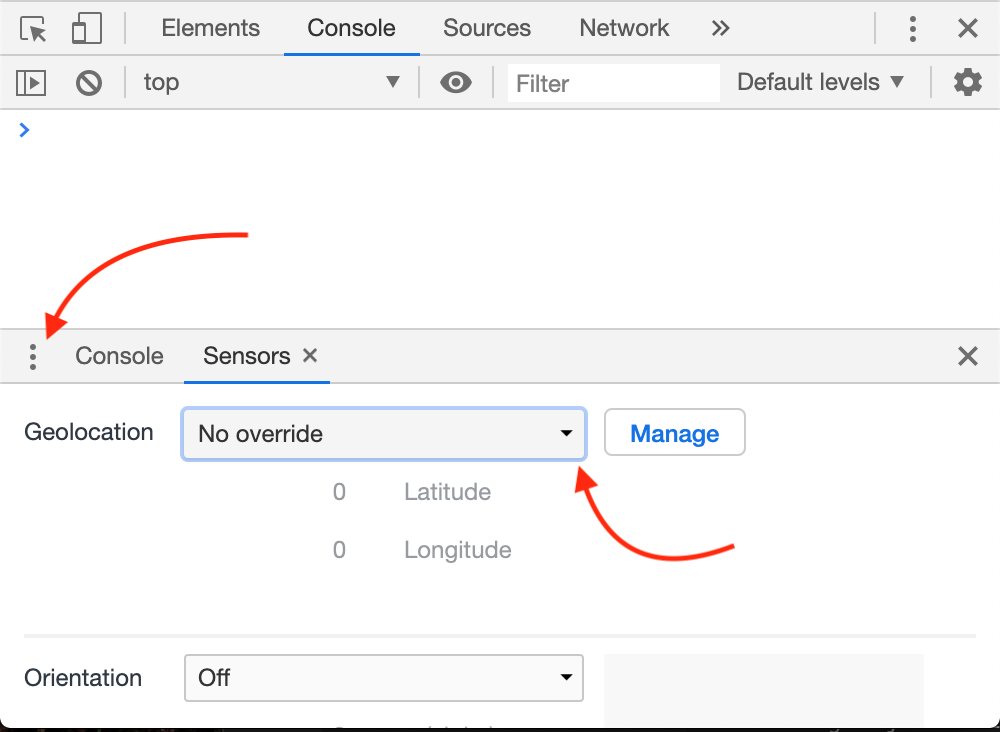 Elements Console Sources Network
top Filter Default levels
Console Sensors
Geolocation No override Manage
0 Latitude
0 Longitude
Orientation Off